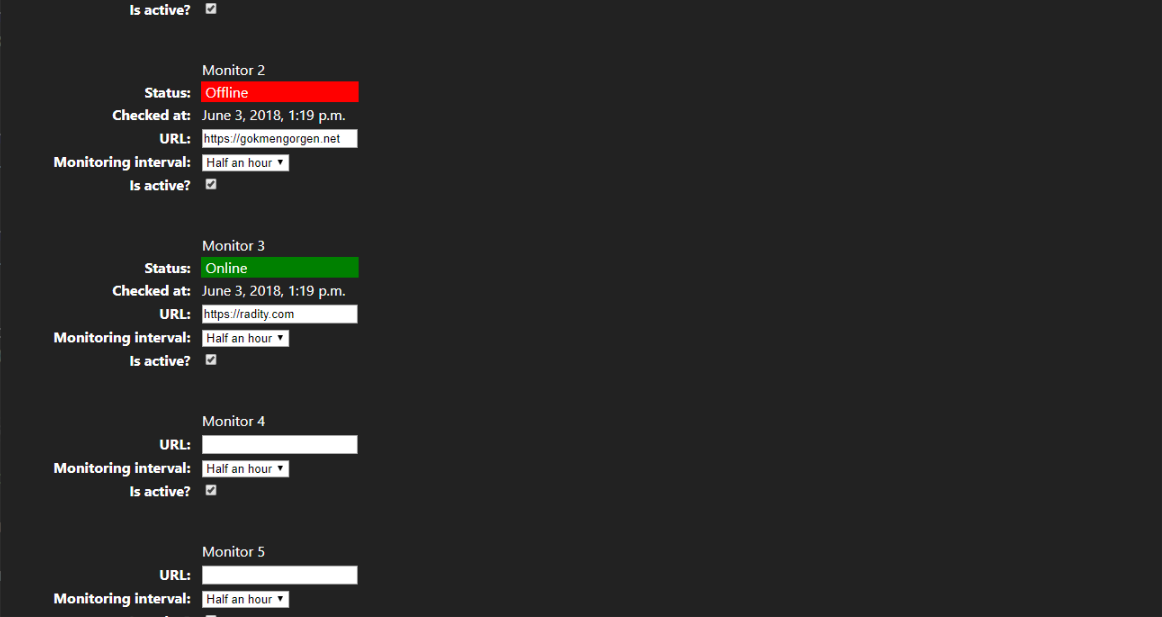 Is active?
Monitor 2
Status: Offline
Checked at: June 3, 2018, 1:19 p.m.
URL: https://gokmengorgen.net
Monitoring interval: Half an hour
Is active?
Monitor 3
Status: Online
Checked at: June 3, 2018, 1:19 p.m.
URL: https://radity.com
Monitoring interval: Half an hour
Is active?
Monitor 4
URL:
Monitoring interval: Half an hour
Is active?
Monitor 5
URL:
Monitoring interval: Half an hour